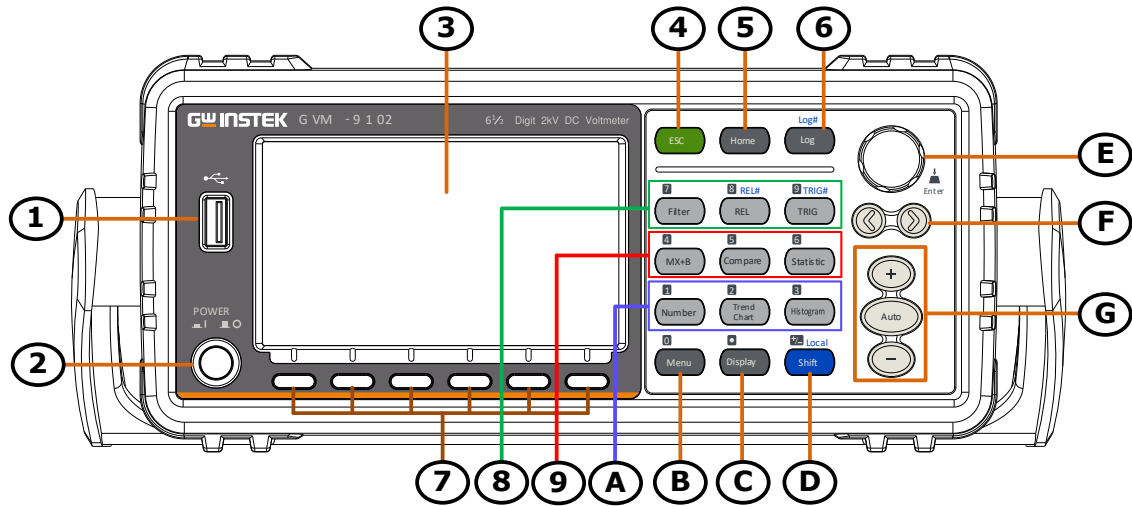 3 4 5 6
GWINSTEK GVM -9102 6½ Digit 2kV DC Voltmeter
Log#
ESC Home Log
E
Enter
1
7 8 REL# 9 TRIG#
Filter REL TRIG
F
4 5 6
MX+B Compare Statistic
+
POWER
1 2 3
Number Trend Chart Histogram
Auto
G
I O
2
0 • +/- Local
Menu Display Shift
−
7 8 9 A B C D